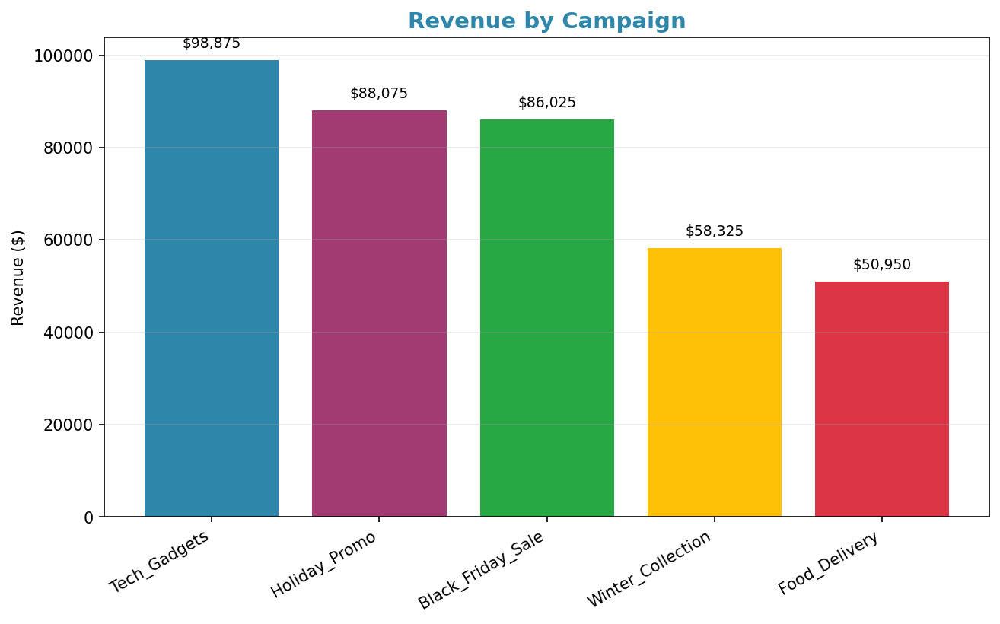 Revenue by Campaign
Revenue ($)
100000
80000
60000
40000
20000
0
$98,875
$88,075
$86,025
$58,325
$50,950
Tech_Gadgets
Holiday_Promo
Black_Friday_Sale
Winter_Collection
Food_Delivery